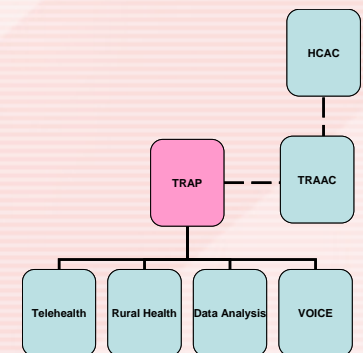 HCAC
TRAP
TRAAC
Telehealth
Rural Health
Data Analysis
VOICE